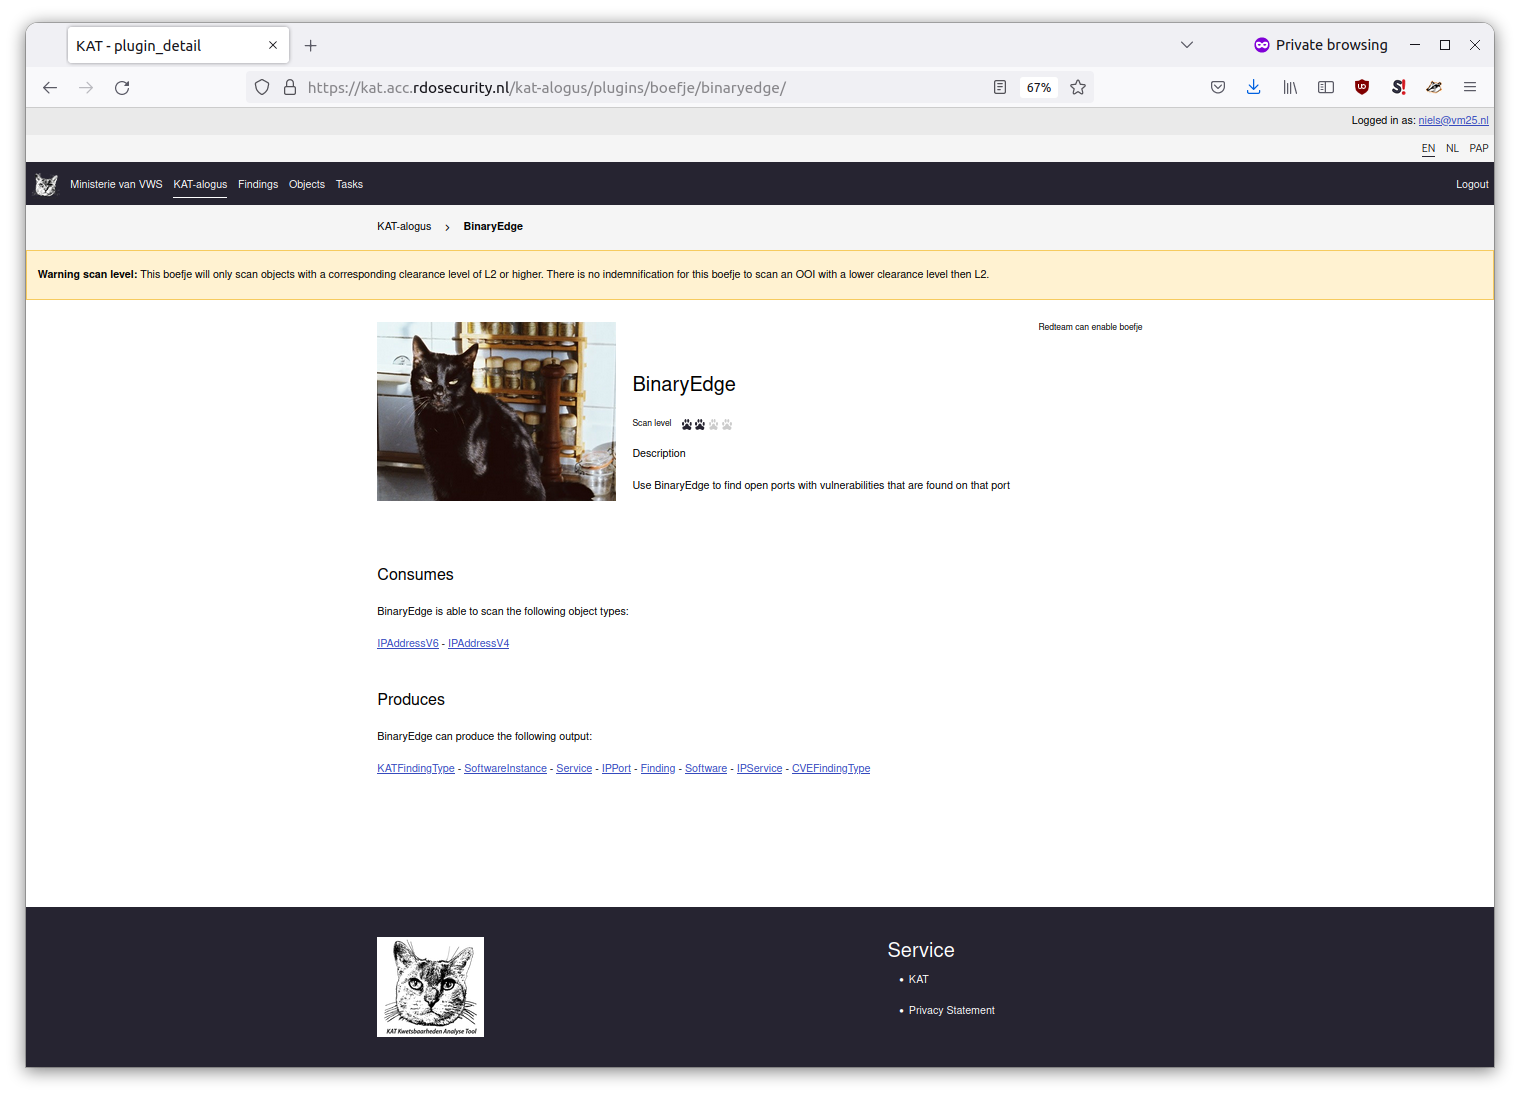 KAT - plugin_detail
Private browsing
https://kat.acc.rdosecurity.nl/kat-alogus/plugins/boefje/binaryedge/
67%
Logged in as: niels@vm25.nl
EN NL PAP
Ministerie van VWS KAT-alogus Findings Objects Tasks Logout
KAT-alogus > BinaryEdge
Warning scan level: This boefje will only scan objects with a corresponding clearance level of L2 or higher. There is no indemnification for this boefje to scan an OOI with a lower clearance level then L2.
Redteam can enable boefje
BinaryEdge
Scan level
Description
Use BinaryEdge to find open ports with vulnerabilities that are found on that port
Consumes
BinaryEdge is able to scan the following object types:
IPAddressV6 - IPAddressV4
Produces
BinaryEdge can produce the following output:
KATFindingType - SoftwareInstance - Service - IPPort - Finding - Software - IPService - CVEFindingType
KAT Kwetsbaarheden Analyse Tool
Service
• KAT
• Privacy Statement